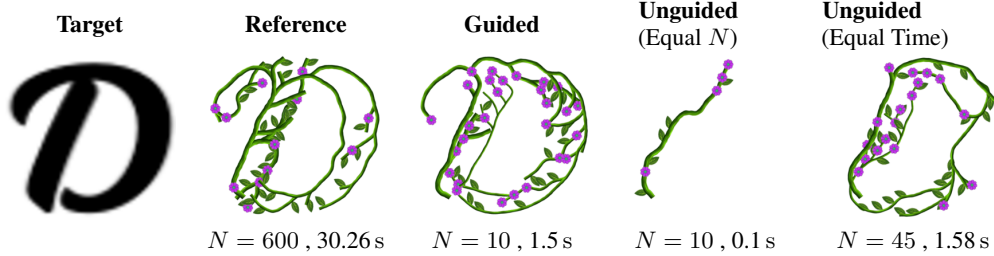 Target
Reference
Guided
Unguided
(Equal N)
Unguided
(Equal Time)
D
N = 600 , 30.26 s
N = 10 , 1.5 s
N = 10 , 0.1 s
N = 45 , 1.58 s